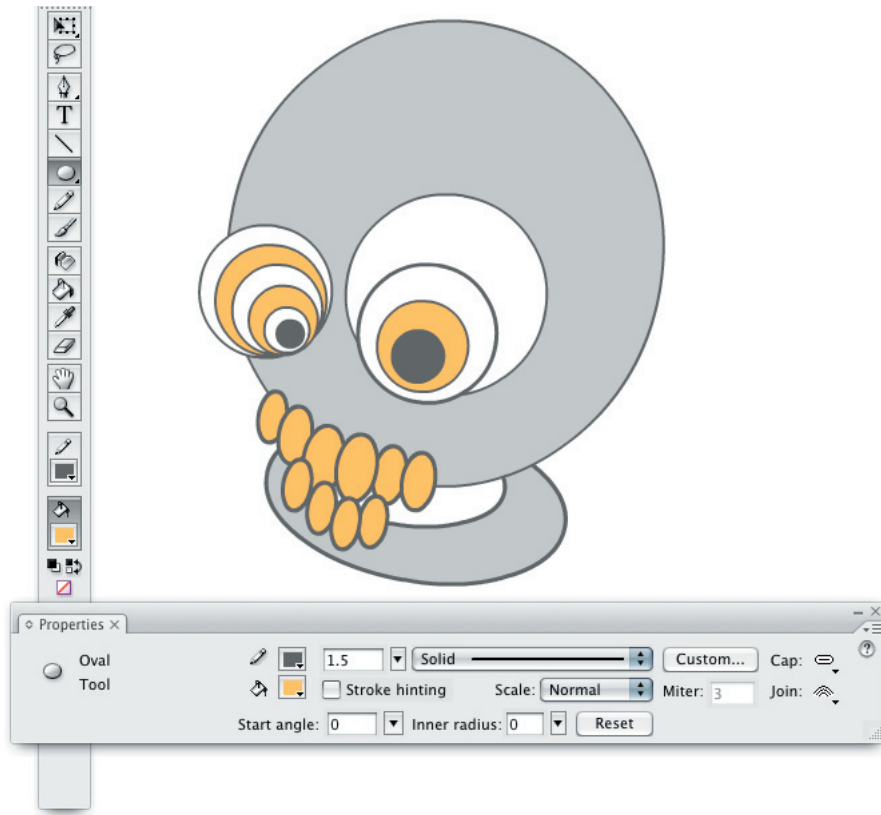 T
Properties
Oval
Tool
1.5
Solid
Custom...
Cap:
Stroke hinting
Scale: Normal
Miter: 3
Join:
Start angle: 0
Inner radius: 0
Reset
?